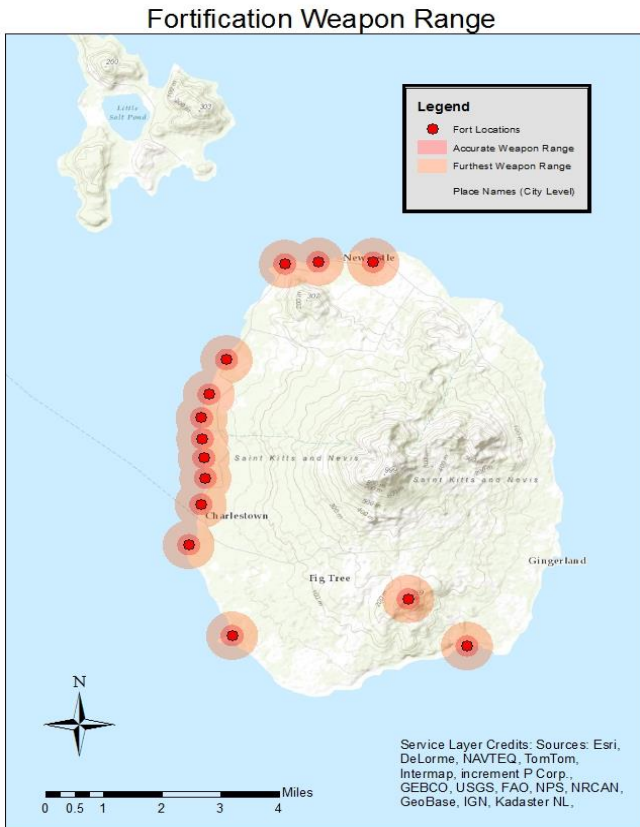 Fortification Weapon Range
Legend
Fort Locations
Accurate Weapon Range
Furthest Weapon Range
Place Names (City Level)
200
Little
Salt Pond
Newcastle
Saint Kitts and Nevis
Saint Kitts and Nevis
Charlestown
Gingerland
Fig Tree
N
Miles
0 0.5 1 2 3 4
Service Layer Credits: Sources: Esri,
DeLorme, NAVTEQ, TomTom,
Intermap, increment P Corp.,
GEBCO, USGS, FAO, NPS, NRCAN,
GeoBase, IGN, Kadaster NL,